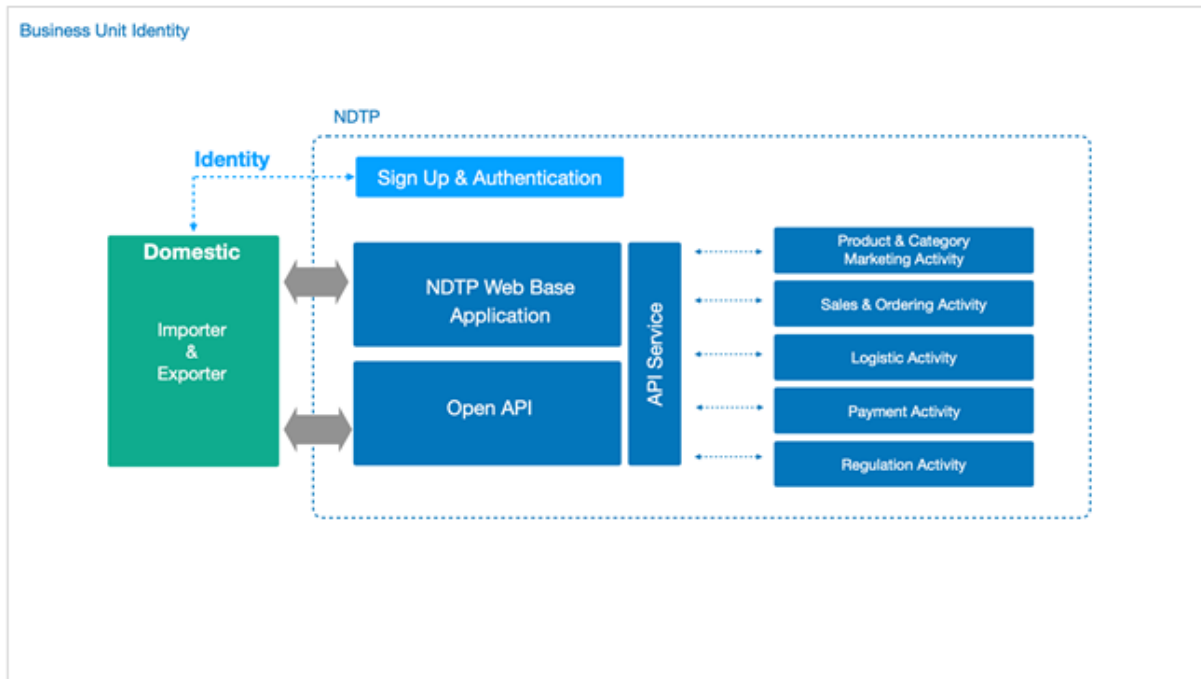 Business Unit Identity
NDTP
Identity
Sign Up & Authentication
Domestic
Importer
&
Exporter
NDTP Web Base
Application
Open API
API Service
Product & Category
Marketing Activity
Sales & Ordering Activity
Logistic Activity
Payment Activity
Regulation Activity